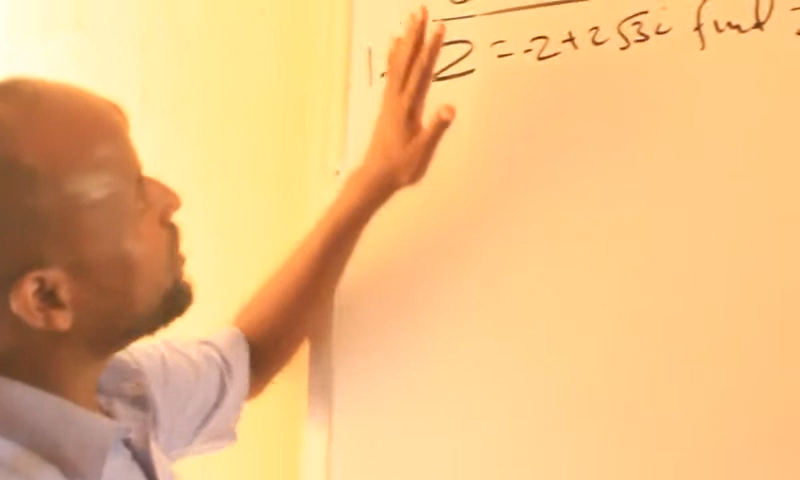 1. Z = -2 + 2√3i find